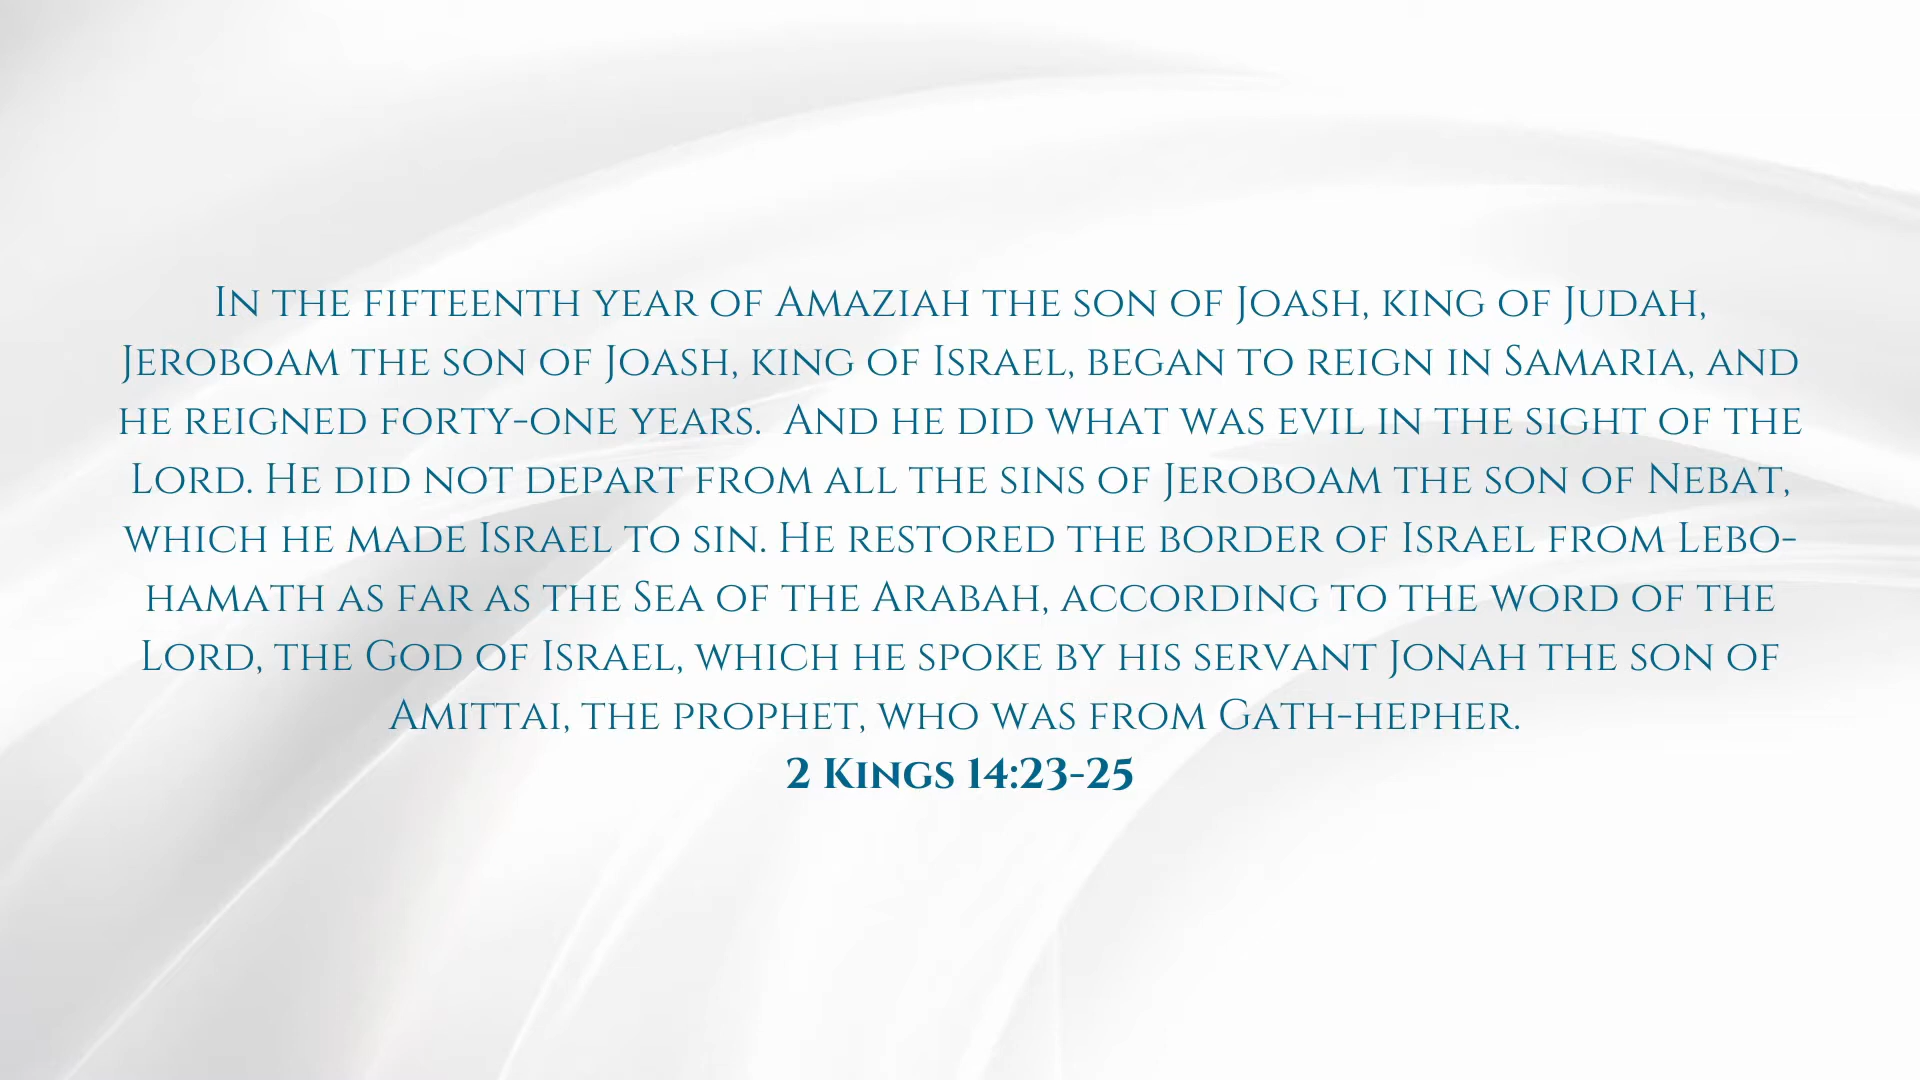 In the fifteenth year of Amaziah the son of Joash, king of Judah,
Jeroboam the son of Joash, king of Israel, began to reign in Samaria, and
he reigned forty-one years.  And he did what was evil in the sight of the
Lord. He did not depart from all the sins of Jeroboam the son of Nebat,
which he made Israel to sin. He restored the border of Israel from Lebo-
hamath as far as the Sea of the Arabah, according to the word of the
Lord, the God of Israel, which he spoke by his servant Jonah the son of
Amittai, the prophet, who was from Gath-hepher.
2 Kings 14:23-25